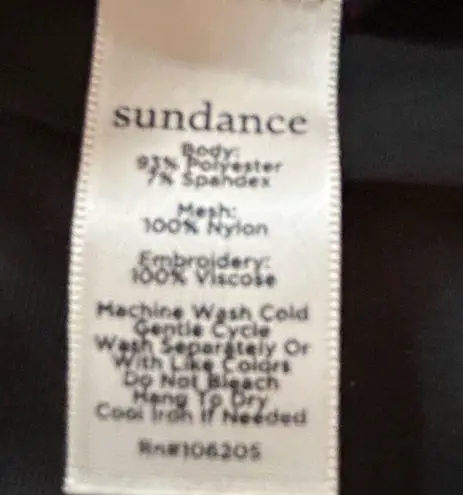 sundance
Body:
93% Polyester
7% Spandex
Mesh:
100% Nylon
Embroidery:
100% Viscose
Machine Wash Cold
Gentle Cycle
Wash Separately Or
With Like Colors
Do Not Bleach
Hang To Dry
Cool Iron If Needed
Rn#106205